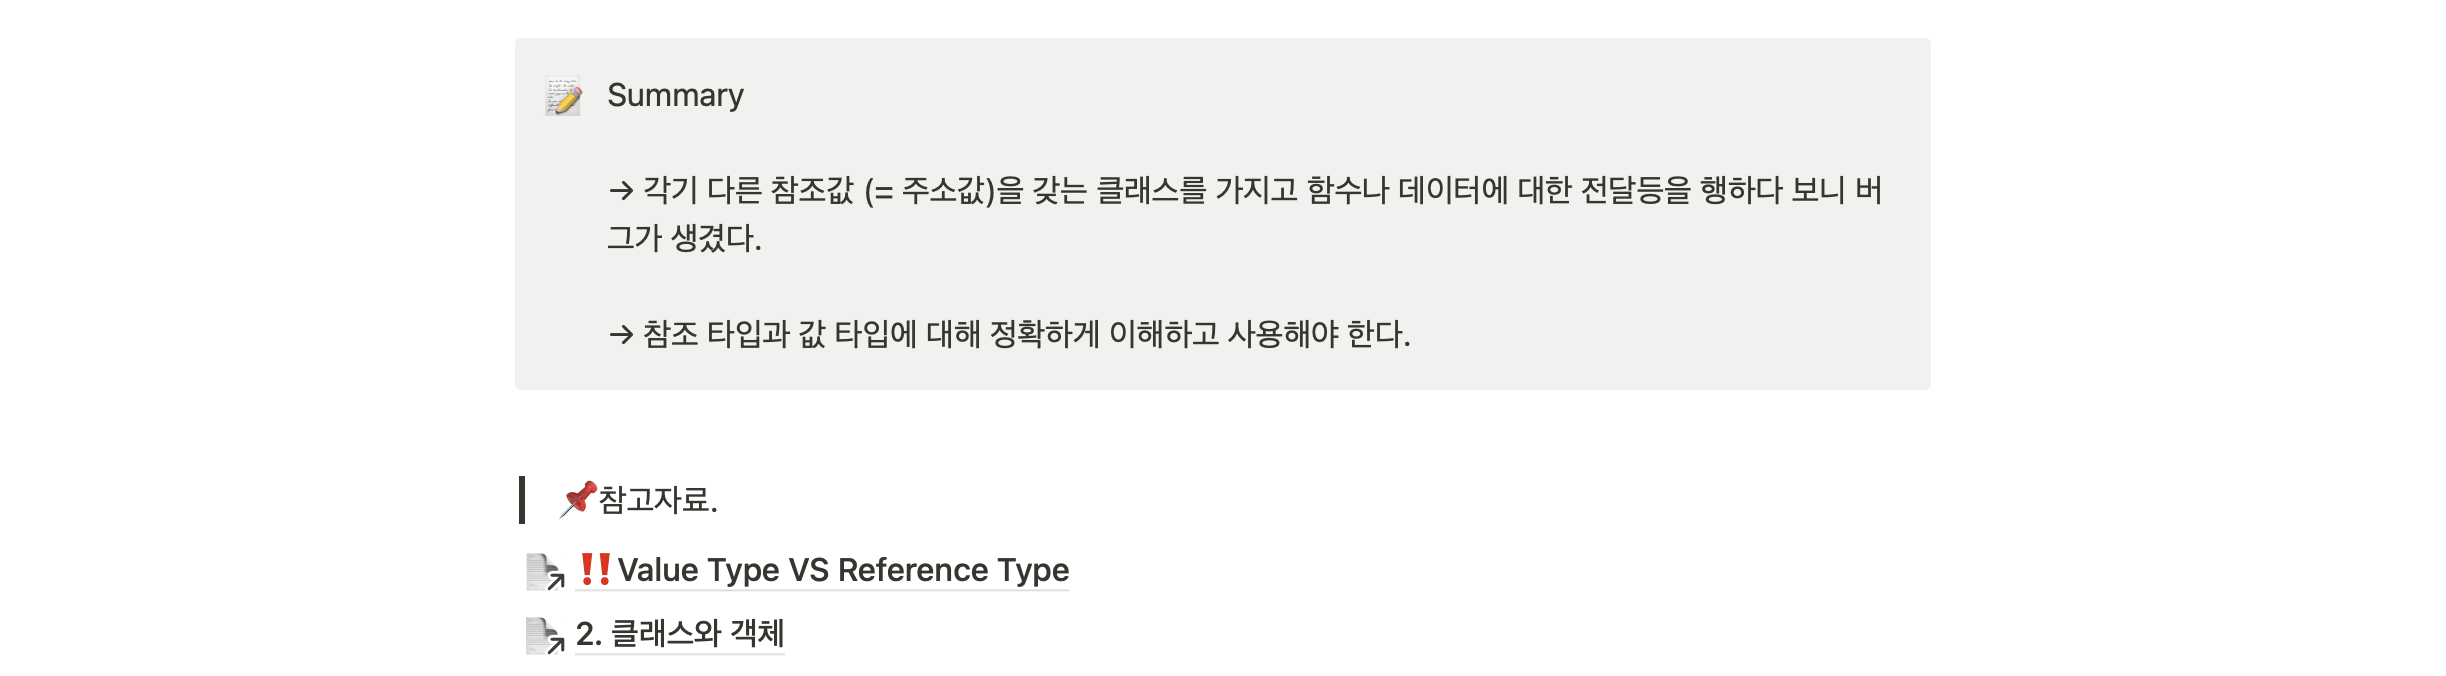 Summary
→ 각기 다른 참조값 (= 주소값)을 갖는 클래스를 가지고 함수나 데이터에 대한 전달등을 행하다 보니 버
그가 생겼다.
→ 참조 타입과 값 타입에 대해 정확하게 이해하고 사용해야 한다.
📌참고자료.
‼️Value Type VS Reference Type
2. 클래스와 객체